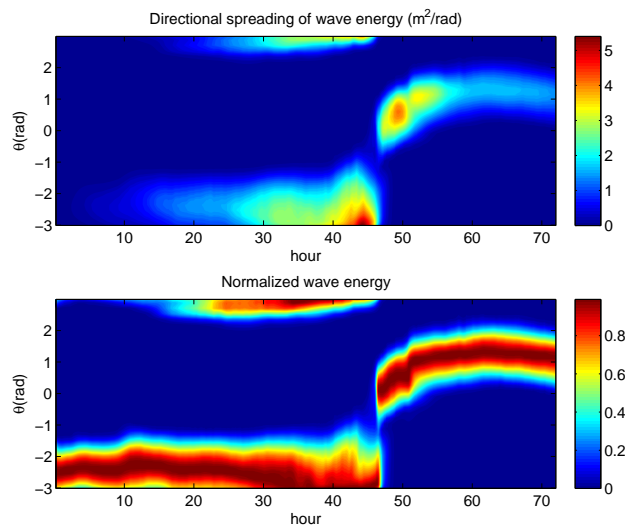 Directional spreading of wave energy (m²/rad)
θ(rad)
2
1
0
−1
−2
−3
10 20 30 40 50 60 70
hour
5
4
3
2
1
0
Normalized wave energy
θ(rad)
2
1
0
−1
−2
−3
10 20 30 40 50 60 70
hour
0.8
0.6
0.4
0.2
0